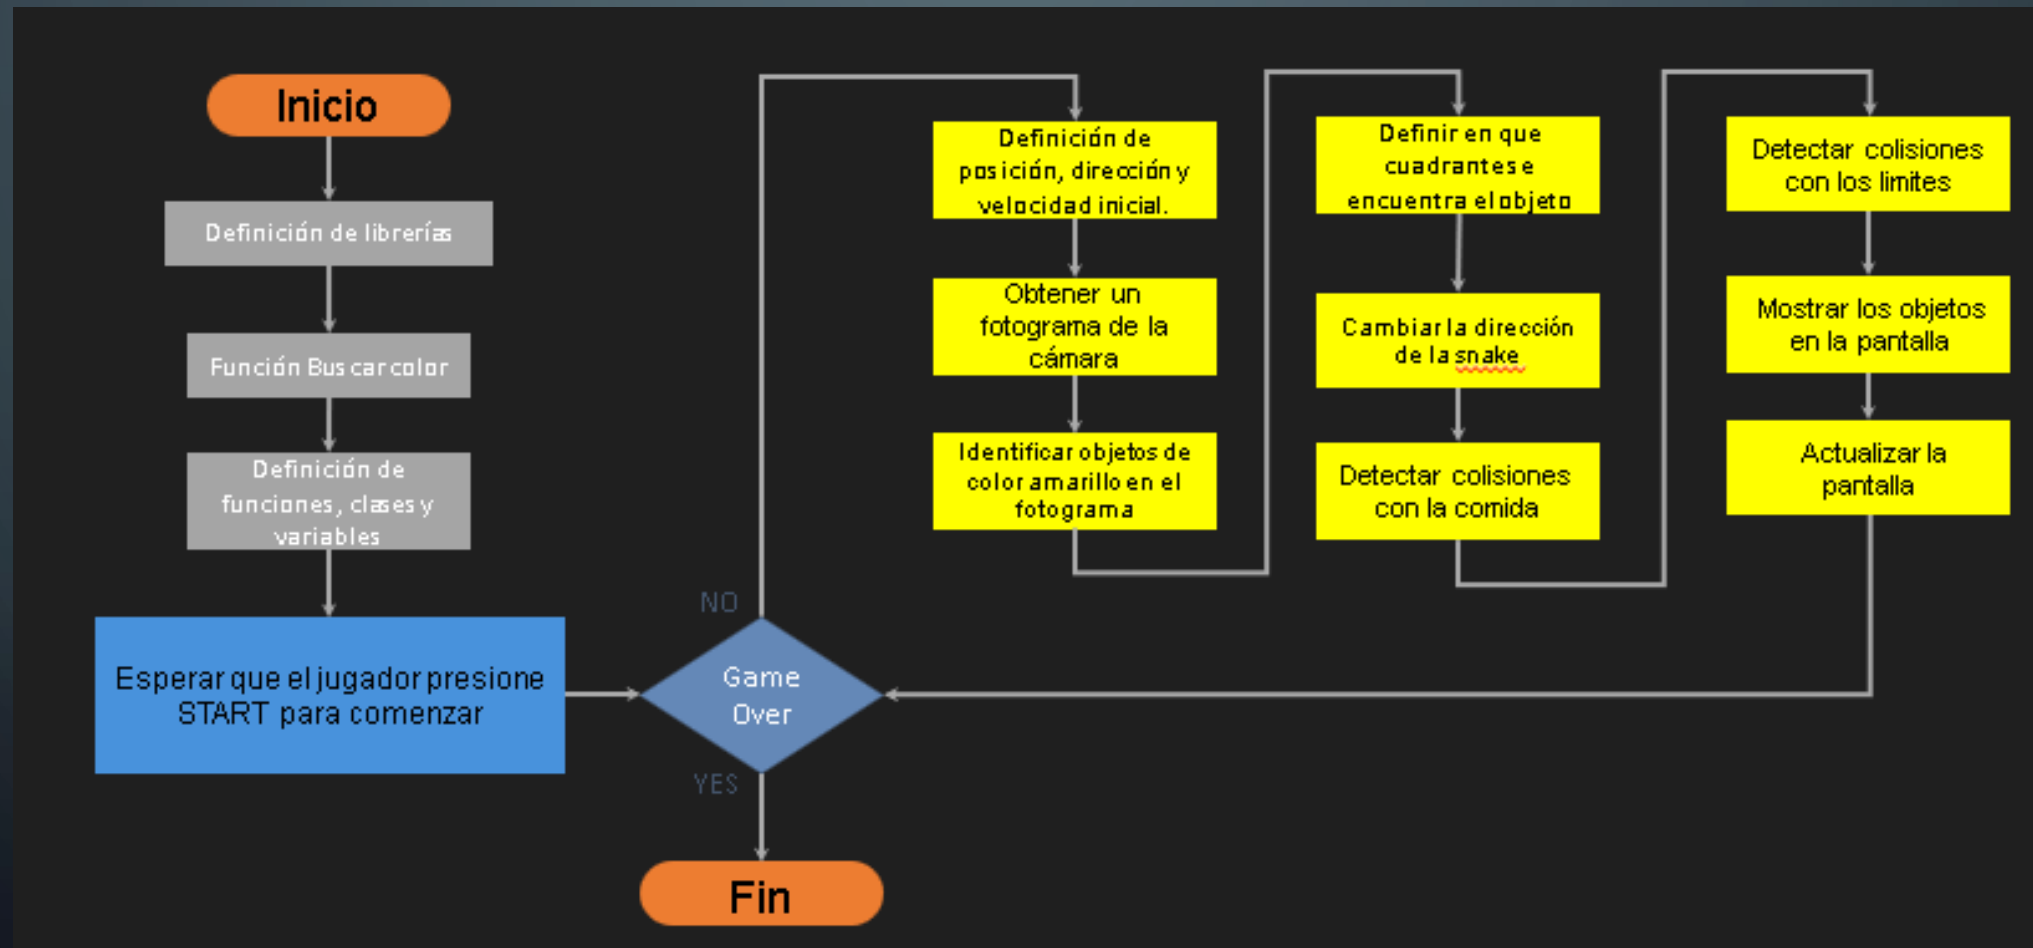 Inicio
Definición de librerías
Función Buscar color
Definición de
funciones, clases y
variables
Esperar que el jugador presione
START para comenzar
NO
Game
Over
YES
Fin
Definición de
posición, dirección y
velocidad inicial.
Obtener un
fotograma de la
cámara
Identificar objetos de
color amarillo en el
fotograma
Definir en que
cuadrante se
encuentra el objeto
Cambiar la dirección
de la snake
Detectar colisiones
con la comida
Detectar colisiones
con los limites
Mostrar los objetos
en la pantalla
Actualizar la
pantalla